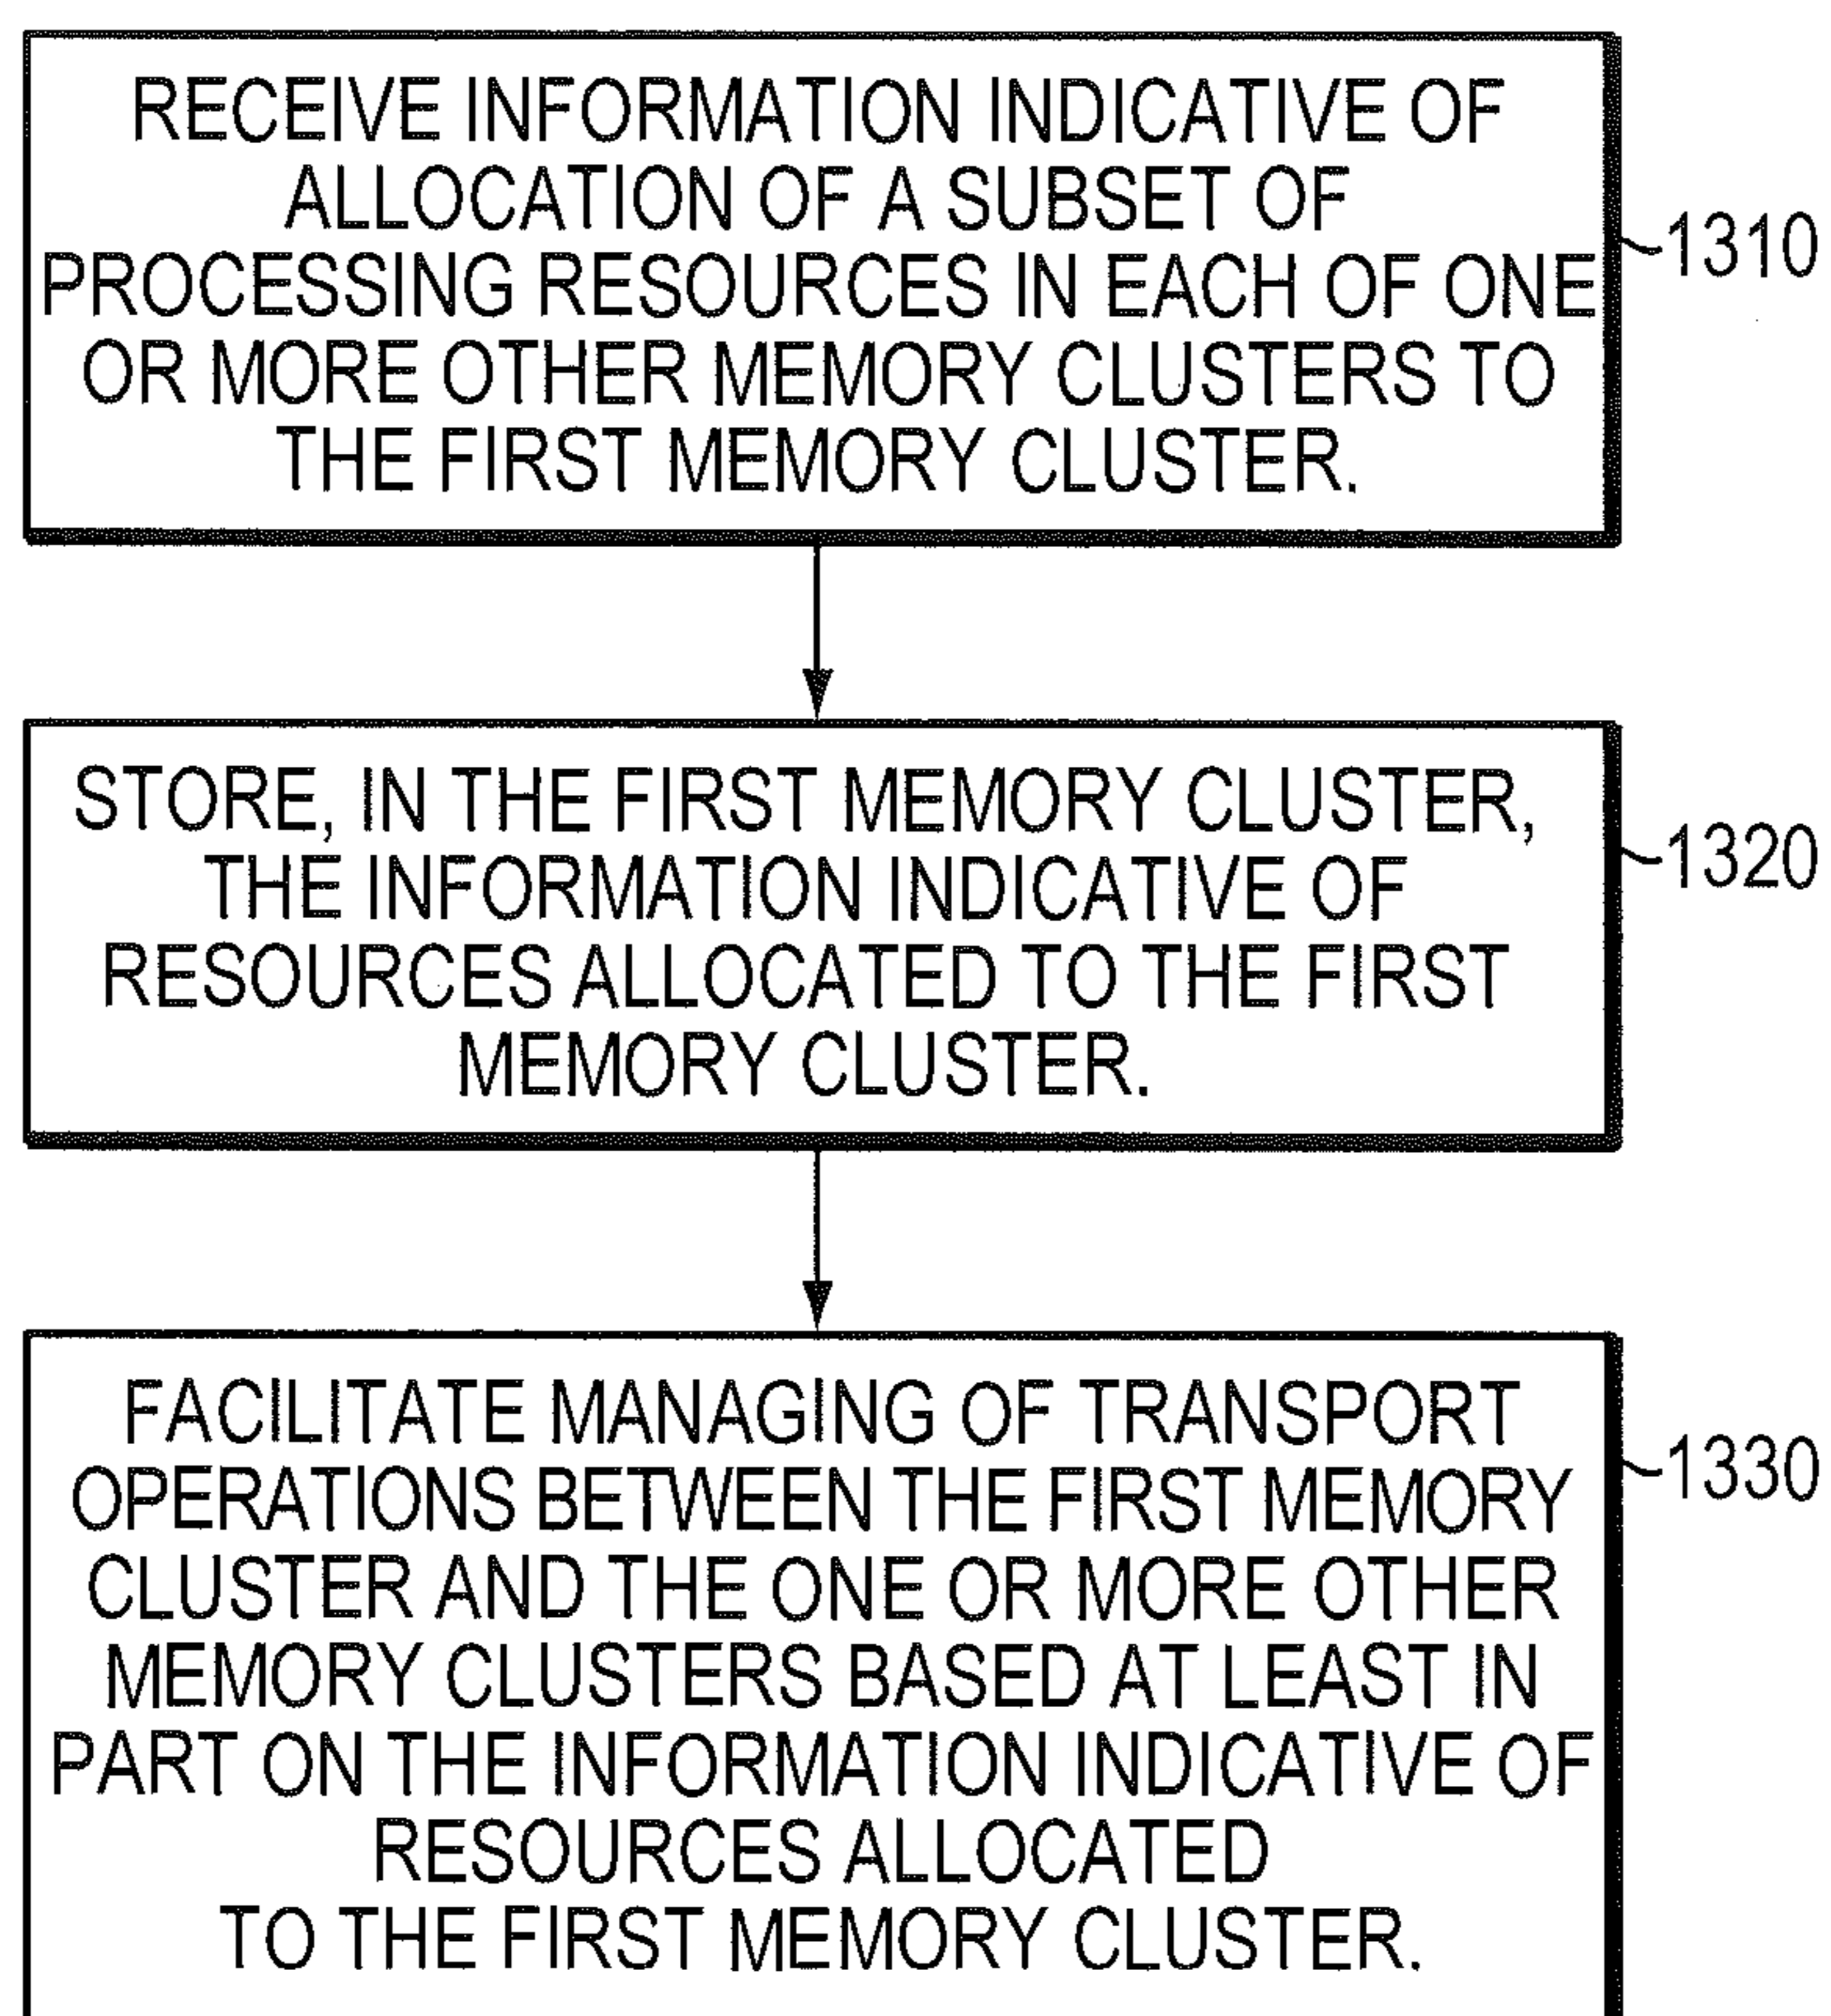 RECEIVE INFORMATION INDICATIVE OF
ALLOCATION OF A SUBSET OF
PROCESSING RESOURCES IN EACH OF ONE
OR MORE OTHER MEMORY CLUSTERS TO
THE FIRST MEMORY CLUSTER.
1310
STORE, IN THE FIRST MEMORY CLUSTER,
THE INFORMATION INDICATIVE OF
RESOURCES ALLOCATED TO THE FIRST
MEMORY CLUSTER.
1320
FACILITATE MANAGING OF TRANSPORT
OPERATIONS BETWEEN THE FIRST MEMORY
CLUSTER AND THE ONE OR MORE OTHER
MEMORY CLUSTERS BASED AT LEAST IN
PART ON THE INFORMATION INDICATIVE OF
RESOURCES ALLOCATED
TO THE FIRST MEMORY CLUSTER.
1330